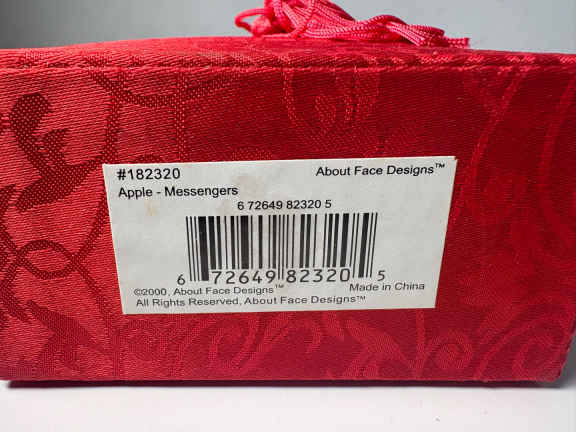 #182320 About Face Designs™
Apple - Messengers
6 72649 82320 5
6 72649 82320 5
©2000, About Face Designs™ Made in China
All Rights Reserved, About Face Designs™